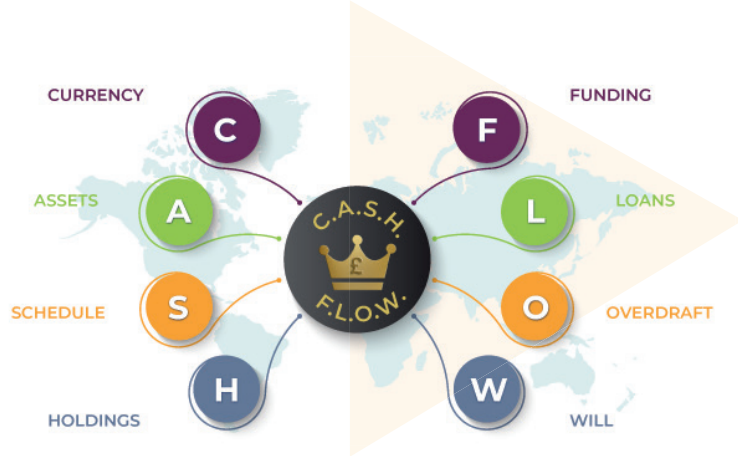 CURRENCY
C
ASSETS
A
SCHEDULE
S
HOLDINGS
H
C.A.S.H.
£
F.L.O.W.
F
FUNDING
L
LOANS
O
OVERDRAFT
W
WILL